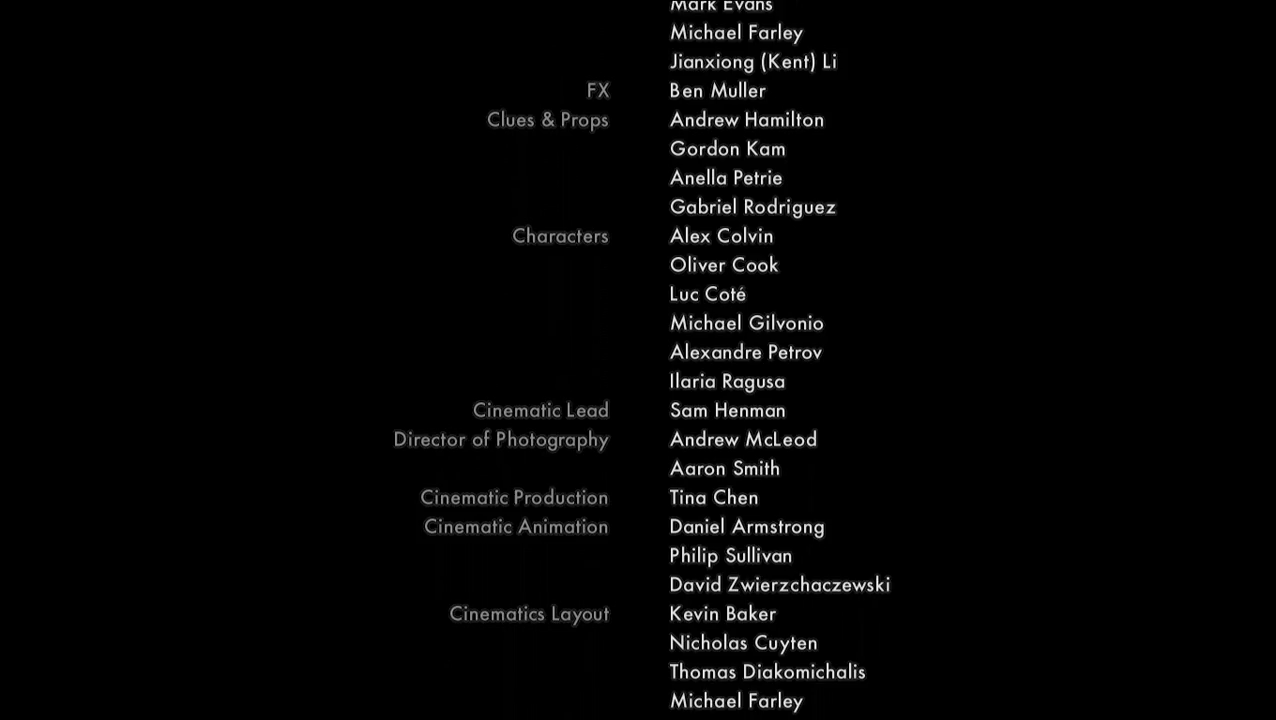 Mark Evans
Michael Farley
Jianxiong (Kent) Li
FX Ben Muller
Clues & Props Andrew Hamilton
Gordon Kam
Anella Petrie
Gabriel Rodriguez
Characters Alex Colvin
Oliver Cook
Luc Coté
Michael Gilvonio
Alexandre Petrov
Ilaria Ragusa
Cinematic Lead Sam Henman
Director of Photography Andrew McLeod
Aaron Smith
Cinematic Production Tina Chen
Cinematic Animation Daniel Armstrong
Philip Sullivan
David Zwierzchaczewski
Cinematics Layout Kevin Baker
Nicholas Cuyten
Thomas Diakomichalis
Michael Farley